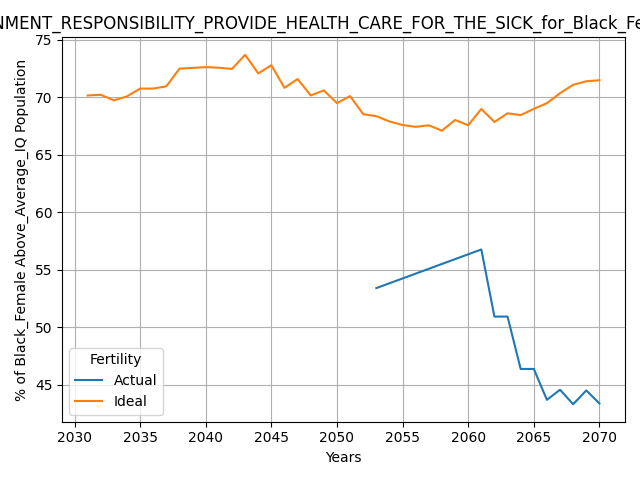 NMENT_RESPONSIBILITY_PROVIDE_HEALTH_CARE_FOR_THE_SICK_for_Black_Fe
% of Black_Female Above_Average_IQ Population
75
70
65
60
55
50
45
Fertility
Actual
Ideal
2030 2035 2040 2045 2050 2055 2060 2065 2070
Years